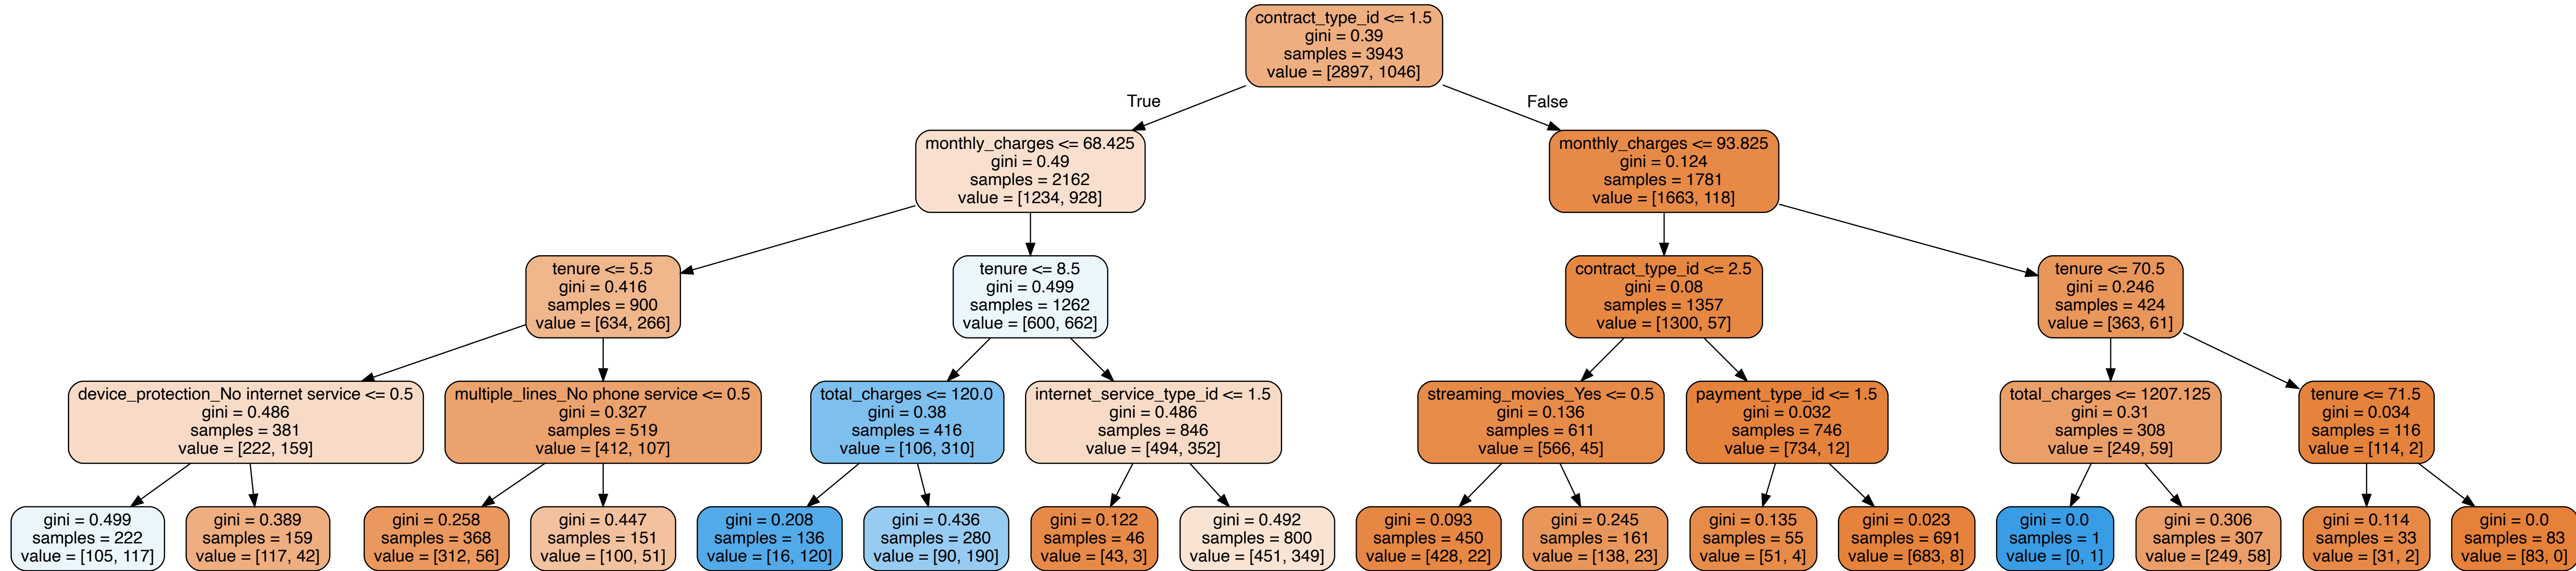 contract_type_id <= 1.5
gini = 0.39
samples = 3943
value = [2897, 1046]
True
False
monthly_charges <= 68.425
gini = 0.49
samples = 2162
value = [1234, 928]
monthly_charges <= 93.825
gini = 0.124
samples = 1781
value = [1663, 118]
tenure <= 5.5
gini = 0.416
samples = 900
value = [634, 266]
tenure <= 8.5
gini = 0.499
samples = 1262
value = [600, 662]
contract_type_id <= 2.5
gini = 0.08
samples = 1357
value = [1300, 57]
tenure <= 70.5
gini = 0.246
samples = 424
value = [363, 61]
device_protection_No internet service <= 0.5
gini = 0.486
samples = 381
value = [222, 159]
multiple_lines_No phone service <= 0.5
gini = 0.327
samples = 519
value = [412, 107]
total_charges <= 120.0
gini = 0.38
samples = 416
value = [106, 310]
internet_service_type_id <= 1.5
gini = 0.486
samples = 846
value = [494, 352]
streaming_movies_Yes <= 0.5
gini = 0.136
samples = 611
value = [566, 45]
payment_type_id <= 1.5
gini = 0.032
samples = 746
value = [734, 12]
total_charges <= 1207.125
gini = 0.31
samples = 308
value = [249, 59]
tenure <= 71.5
gini = 0.034
samples = 116
value = [114, 2]
gini = 0.499
samples = 222
value = [105, 117]
gini = 0.389
samples = 159
value = [117, 42]
gini = 0.258
samples = 368
value = [312, 56]
gini = 0.447
samples = 151
value = [100, 51]
gini = 0.208
samples = 136
value = [16, 120]
gini = 0.436
samples = 280
value = [90, 190]
gini = 0.122
samples = 46
value = [43, 3]
gini = 0.492
samples = 800
value = [451, 349]
gini = 0.093
samples = 450
value = [428, 22]
gini = 0.245
samples = 161
value = [138, 23]
gini = 0.135
samples = 55
value = [51, 4]
gini = 0.023
samples = 691
value = [683, 8]
gini = 0.0
samples = 1
value = [0, 1]
gini = 0.306
samples = 307
value = [249, 58]
gini = 0.114
samples = 33
value = [31, 2]
gini = 0.0
samples = 83
value = [83, 0]